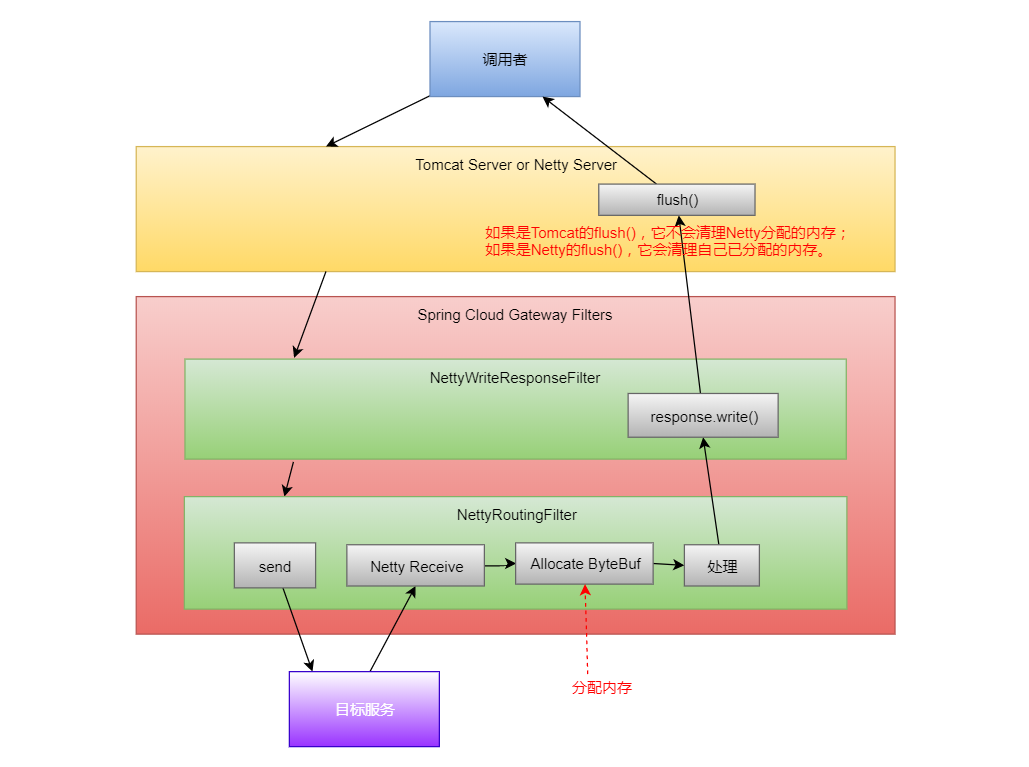 调用者
Tomcat Server or Netty Server
flush()
如果是Tomcat的flush()，它不会清理Netty分配的内存；
如果是Netty的flush()，它会清理自己已分配的内存。
Spring Cloud Gateway Filters
NettyWriteResponseFilter
response.write()
NettyRoutingFilter
send
Netty Receive
Allocate ByteBuf
处理
分配内存
目标服务